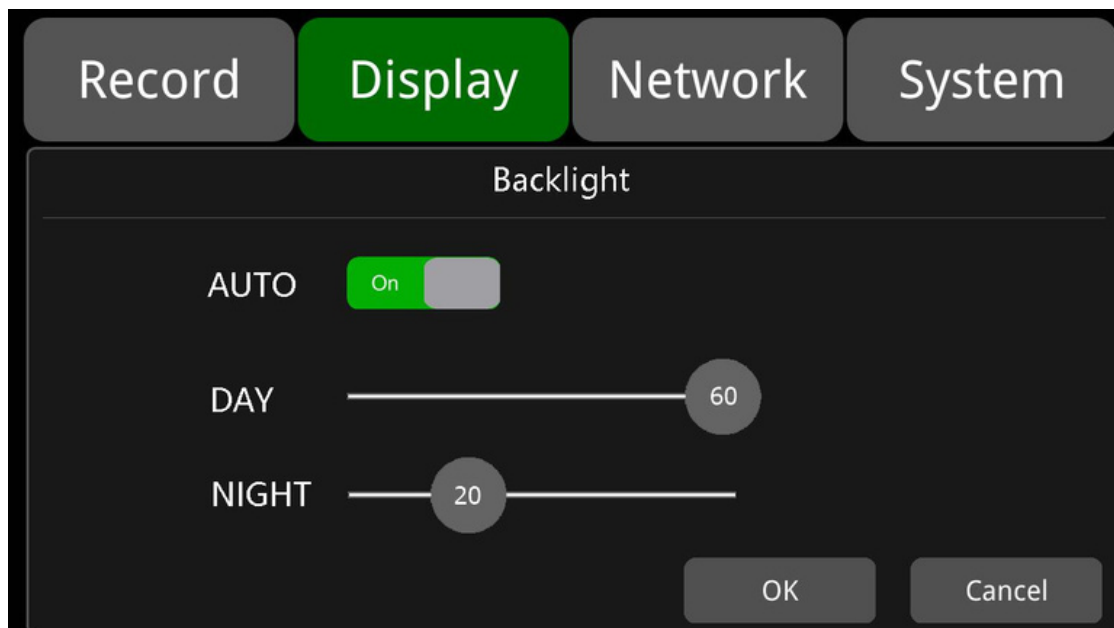 Record Display Network System
Backlight
AUTO On
DAY 60
NIGHT 20
OK Cancel